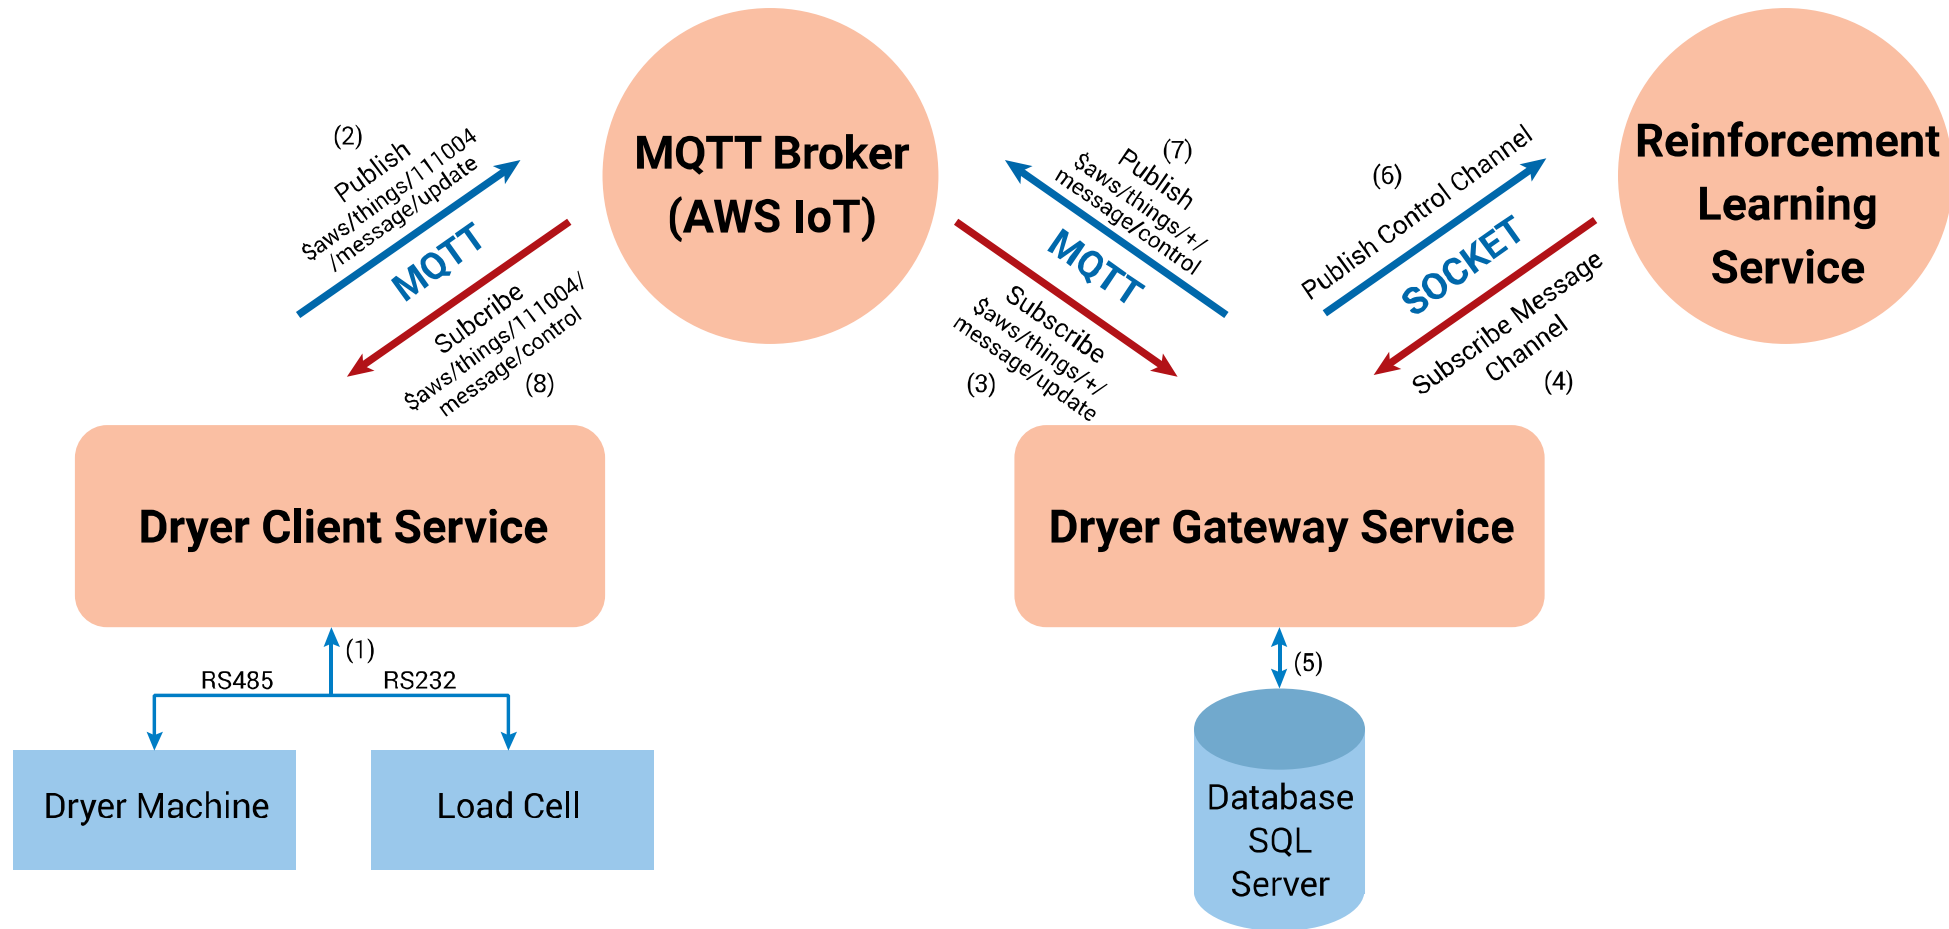 (2)
Publish
$aws/things/111004
/message/update
MQTT
Subcribe
$aws/things/111004/
message/control
(8)
MQTT Broker
(AWS IoT)
(7)
Publish
$aws/things/+/
message/control
MQTT
Subscribe
$aws/things/+/
message/update
(3)
(6)
Publish Control Channel
SOCKET
Subscribe Message
Channel
(4)
Reinforcement
Learning
Service
Dryer Client Service
Dryer Gateway Service
(1)
RS485
RS232
(5)
Dryer Machine
Load Cell
Database
SQL
Server